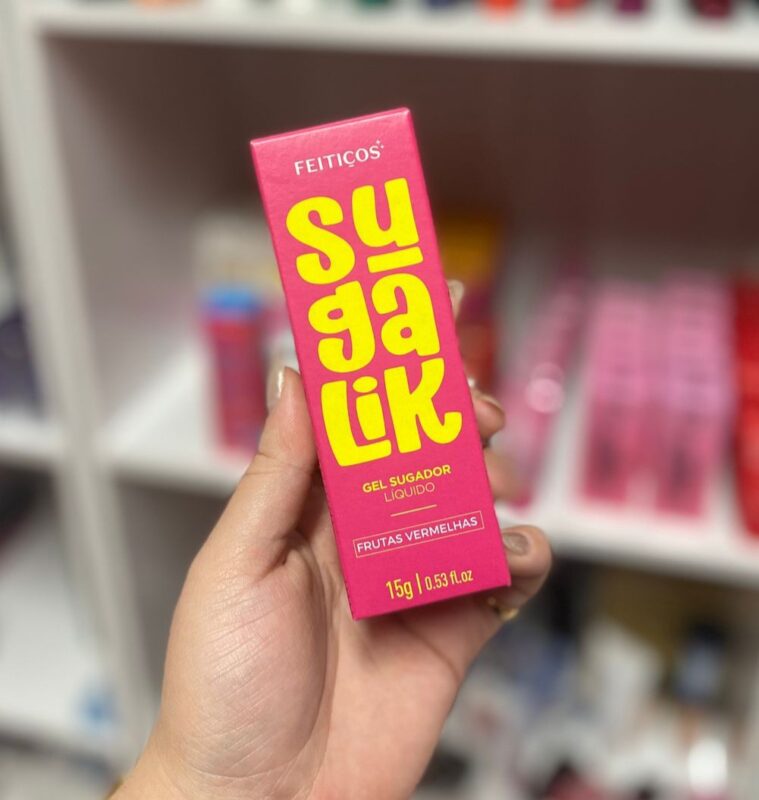 FEITIÇOS
Su
ga
LiK
GEL SUGADOR
LÍQUIDO
FRUTAS VERMELHAS
15g | 0.53 fl.oz